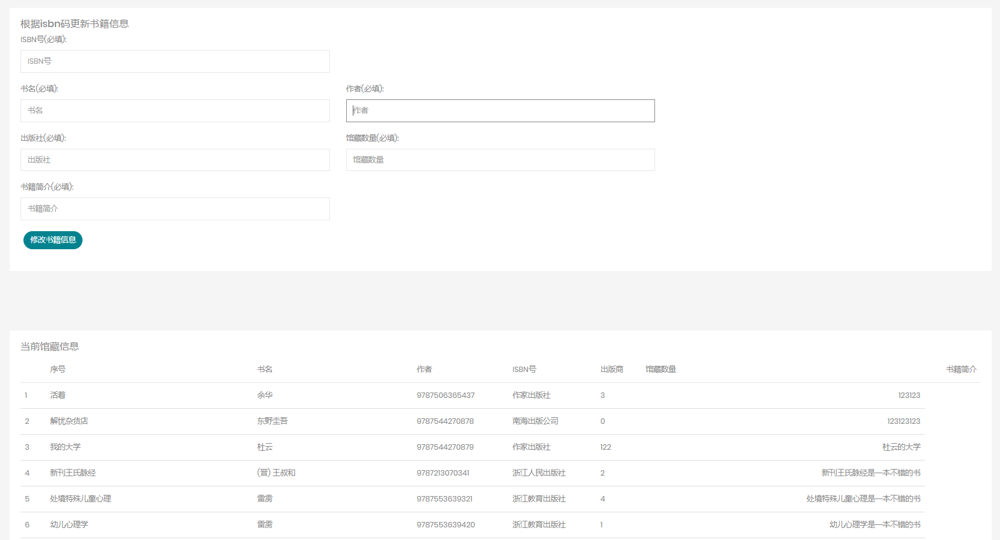 根据isbn码更新书籍信息
ISBN号(必填):
ISBN号
书名(必填): 作者(必填):
书名 作者
出版社(必填): 馆藏数量(必填):
出版社 馆藏数量
书籍简介(必填):
书籍简介
修改书籍信息
当前馆藏信息
序号 书名 作者 ISBN号 出版商 馆藏数量 书籍简介
1 活着 余华 9787506365437 作家出版社 3 123123
2 解忧杂货店 东野圭吾 9787544270878 南海出版公司 0 123123123
3 我的大学 杜云 9787544270879 作家出版社 122 杜云的大学
4 新刊王氏脉经 (晋) 王叔和 9787213070341 浙江人民出版社 2 新刊王氏脉经是一本不错的书
5 处境特殊儿童心理 雷雳 9787553639321 浙江教育出版社 4 处境特殊儿童心理是一本不错的书
6 幼儿心理学 雷雳 9787553639420 浙江教育出版社 1 幼儿心理学是一本不错的书